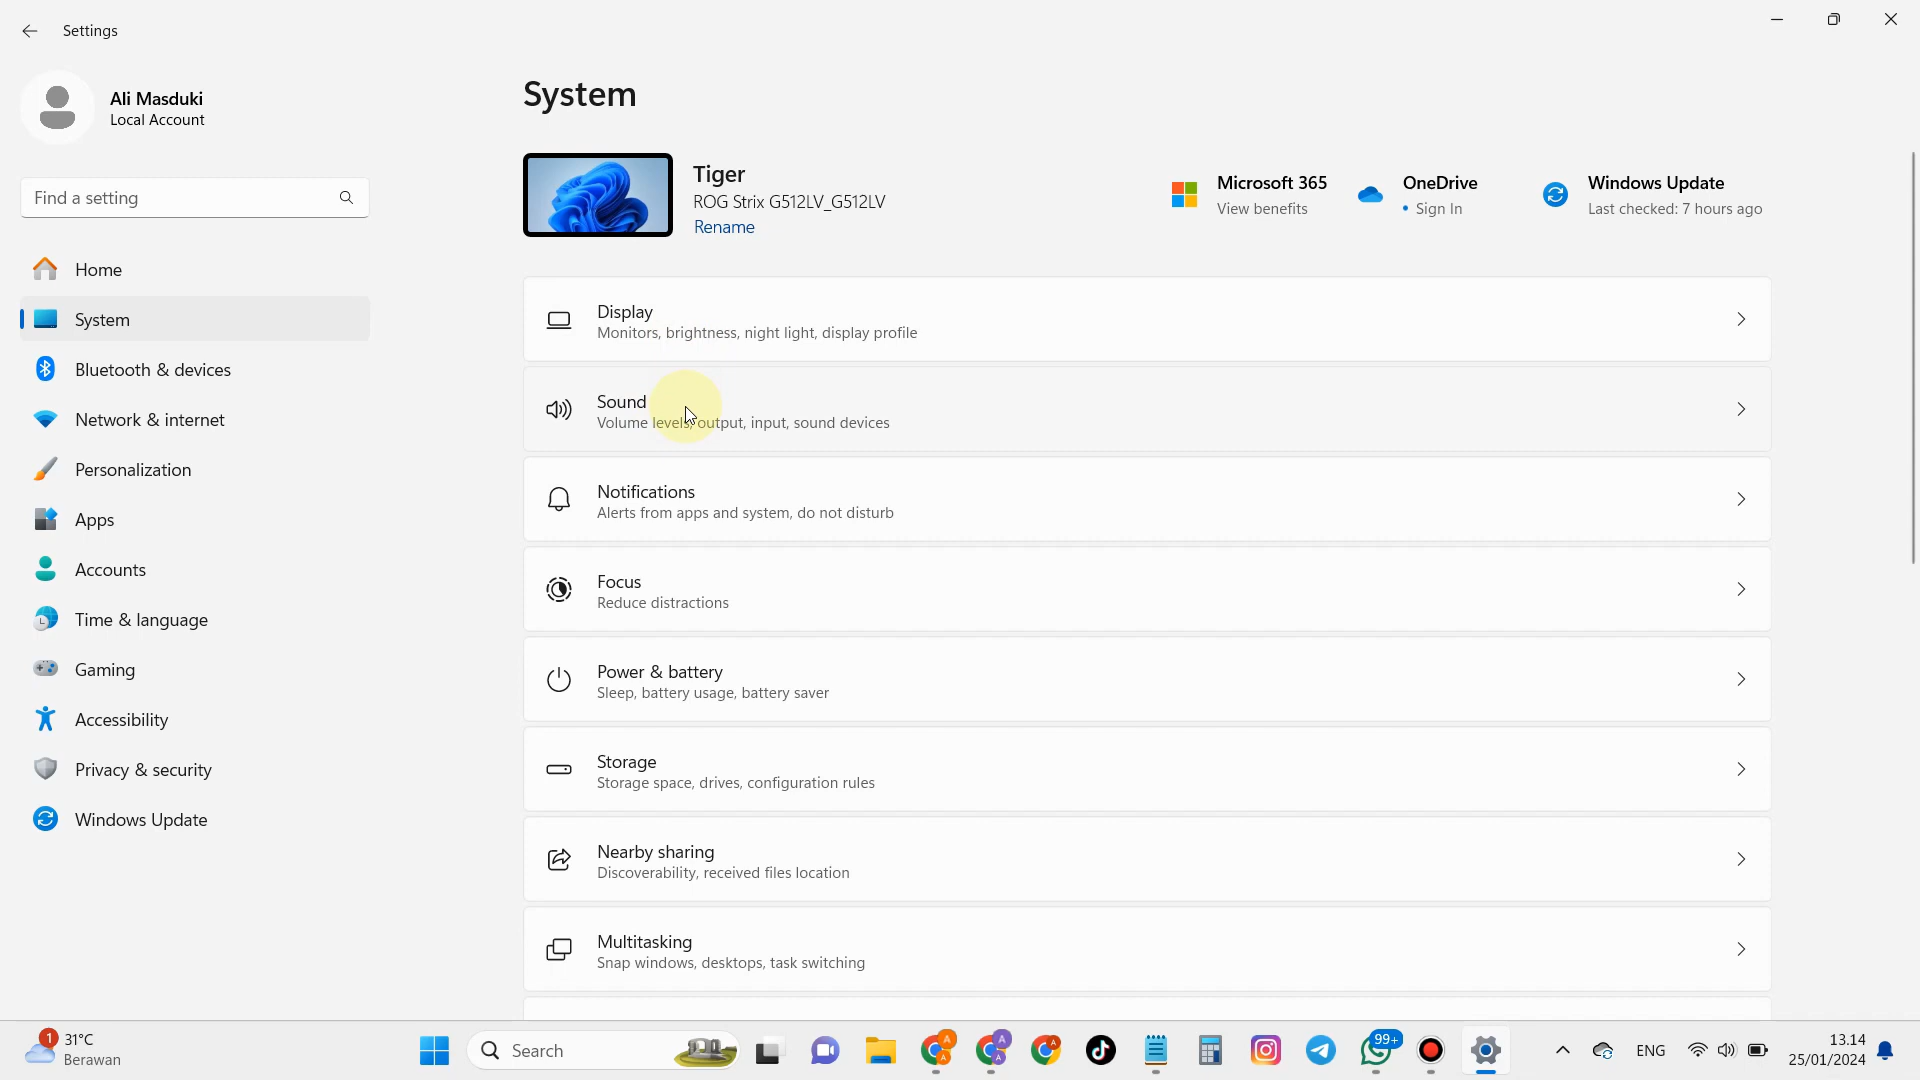 Settings
Ali Masduki
Local Account
Find a setting
Home
System
Bluetooth & devices
Network & internet
Personalization
Apps
Accounts
Time & language
Gaming
Accessibility
Privacy & security
Windows Update
System
Tiger
ROG Strix G512LV_G512LV
Rename
Microsoft 365
View benefits
OneDrive
• Sign In
Windows Update
Last checked: 7 hours ago
Display
Monitors, brightness, night light, display profile
Sound
Volume levels, output, input, sound devices
Notifications
Alerts from apps and system, do not disturb
Focus
Reduce distractions
Power & battery
Sleep, battery usage, battery saver
Storage
Storage space, drives, configuration rules
Nearby sharing
Discoverability, received files location
Multitasking
Snap windows, desktops, task switching
1
31°C
Berawan
Search
A
A
A
A
A
99+
ENG
13.14
25/01/2024